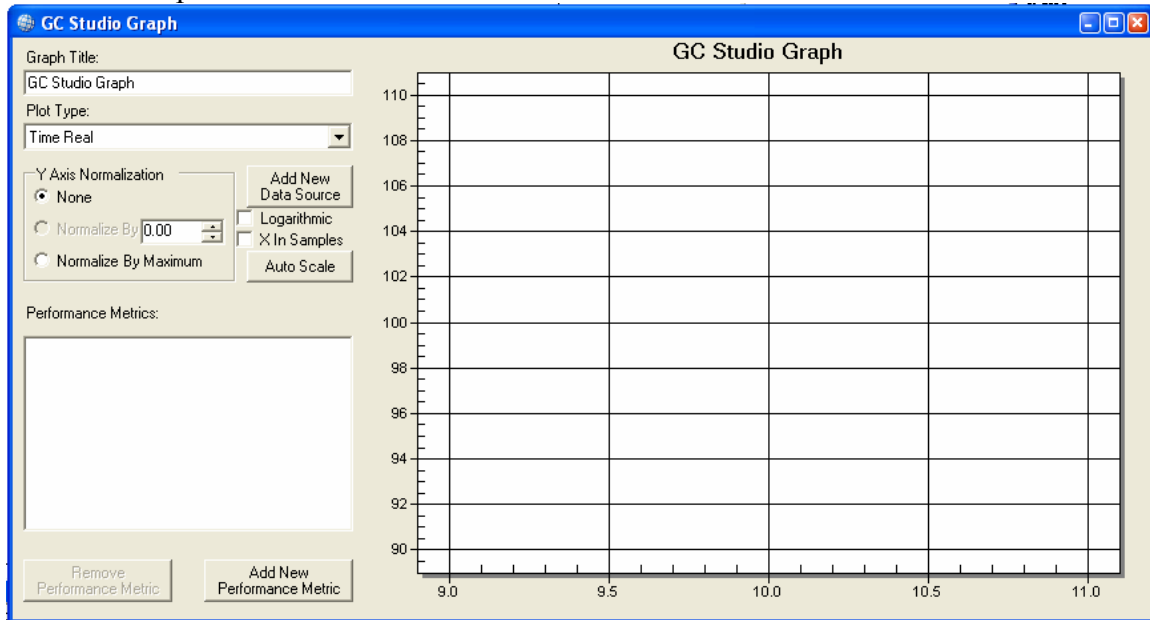 GC Studio Graph
Graph Title:
GC Studio Graph
Plot Type:
Time Real
Y Axis Normalization
None
Normalize By 0.00
Normalize By Maximum
Add New
Data Source
Logarithmic
X In Samples
Auto Scale
Performance Metrics:
Remove
Performance Metric
Add New
Performance Metric
GC Studio Graph
110
108
106
104
102
100
98
96
94
92
90
9.0 9.5 10.0 10.5 11.0